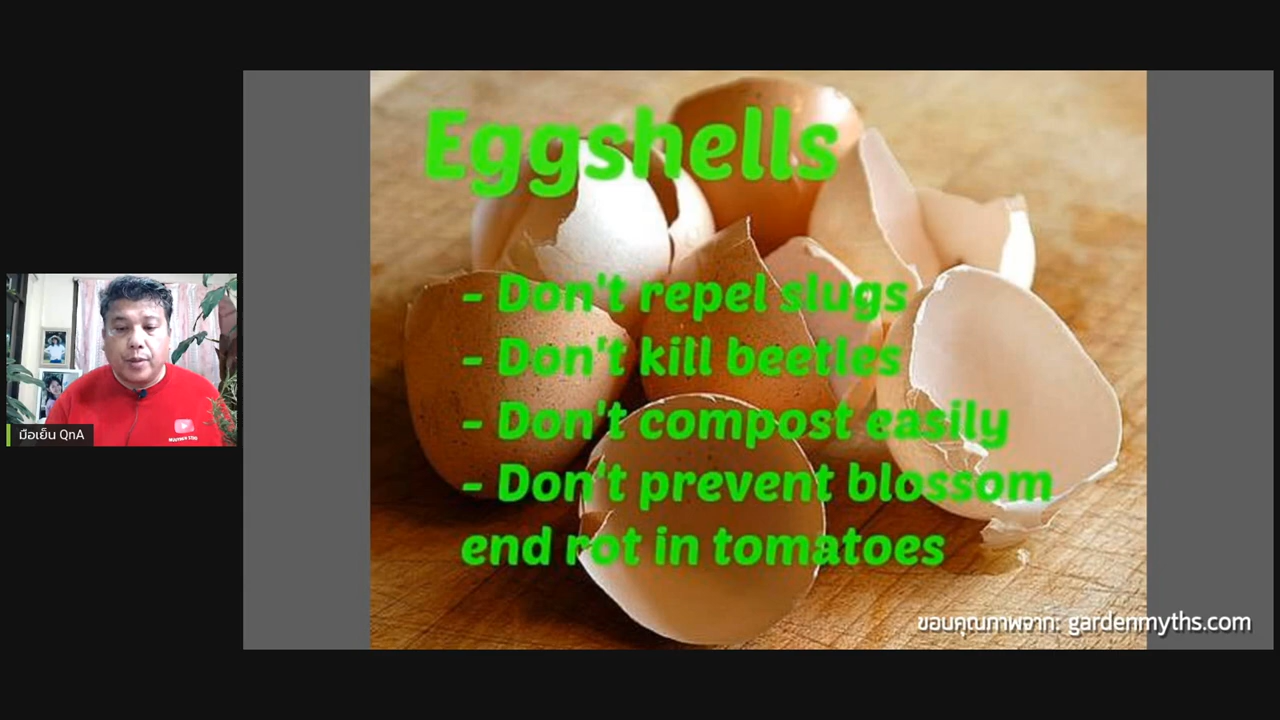 Eggshells
- Don't repel slugs
- Don't kill beetles
- Don't compost easily
- Don't prevent blossom
end rot in tomatoes
มือเย็น QnA
ขอบคุณภาพจาก: gardenmyths.com